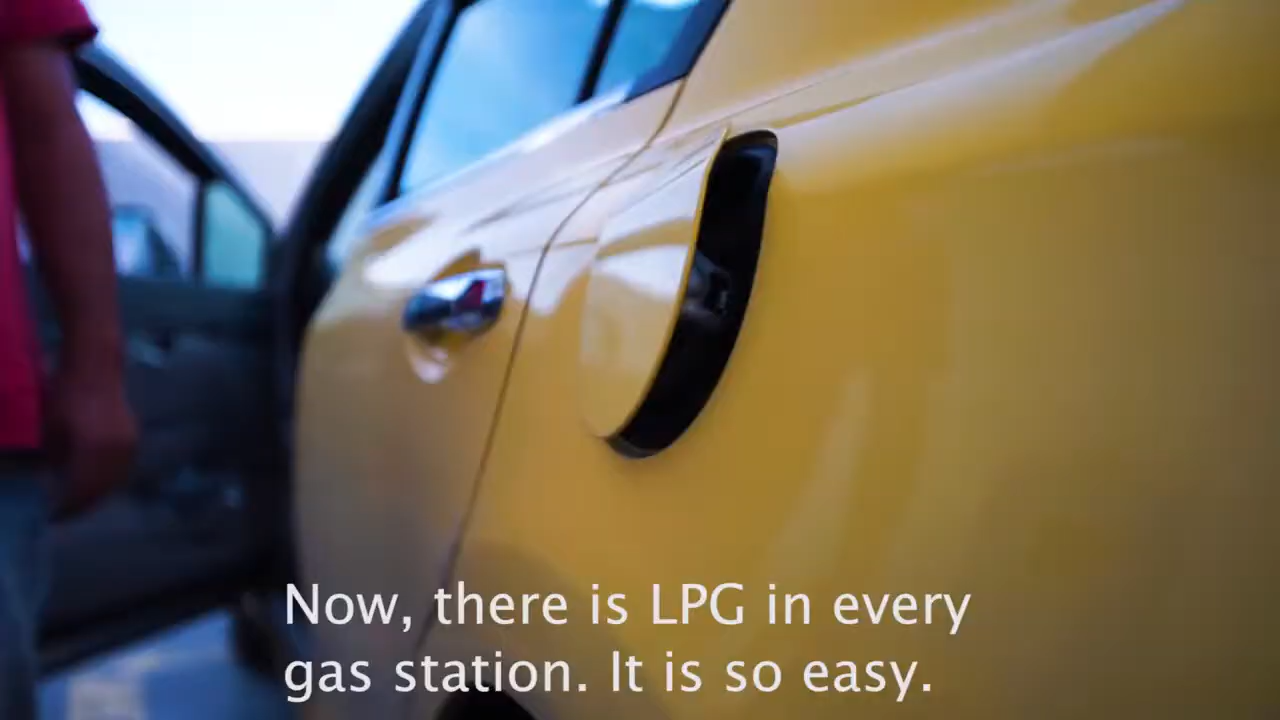 Now, there is LPG in every
gas station. It is so easy.